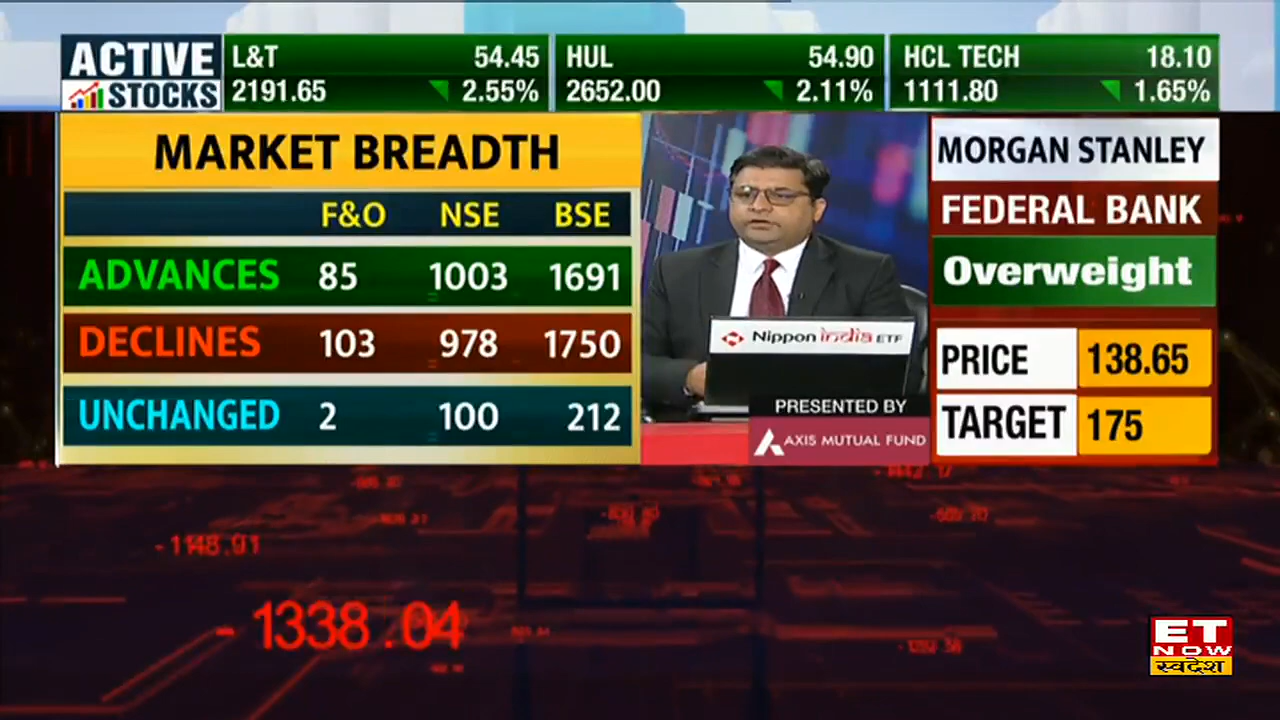 ACTIVE STOCKS
L&T 54.45
2191.65 2.55%
HUL 54.90
2652.00 2.11%
HCL TECH 18.10
1111.80 1.65%
MARKET BREADTH
F&O NSE BSE
ADVANCES 85 1003 1691
DECLINES 103 978 1750
UNCHANGED 2 100 212
Nippon india ETF
PRESENTED BY
AXIS MUTUAL FUND
MORGAN STANLEY
FEDERAL BANK
Overweight
PRICE 138.65
TARGET 175
-1148.91
- 1338.04
ET
NOW
स्वदेश